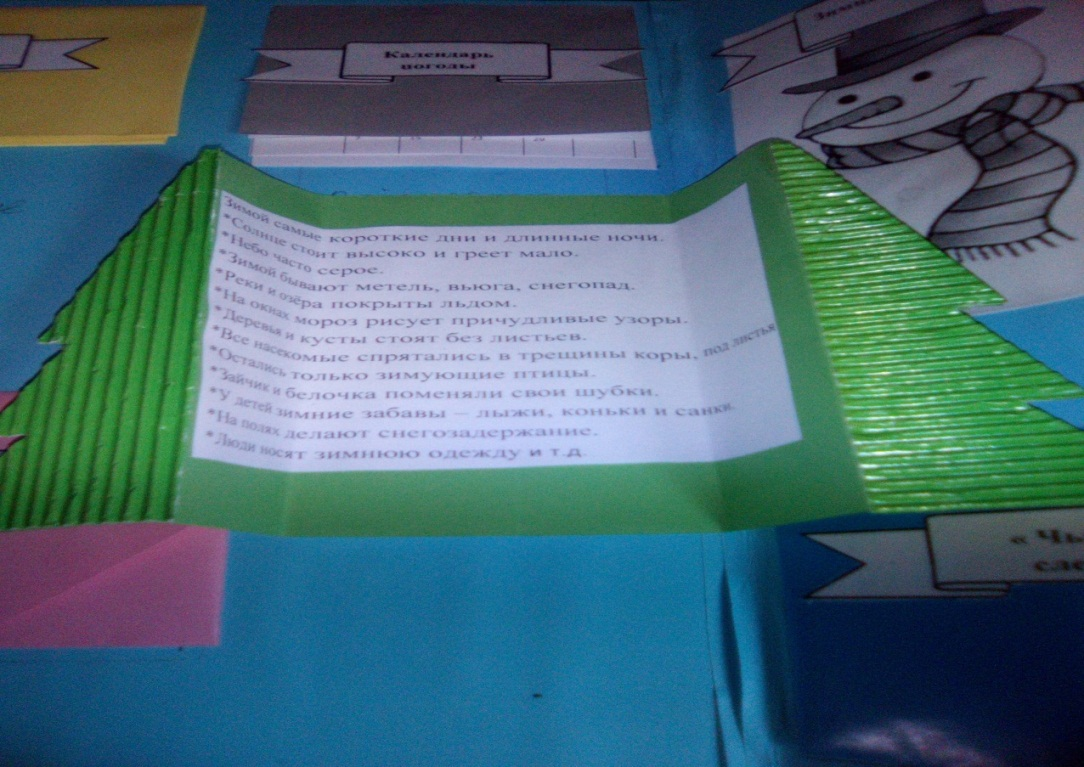 Календарь
погоды
Зимой самые короткие дни и длинные ночи.
*Солнце стоит высоко и греет мало.
*Небо часто серое.
*Зимой бывают метель, вьюга, снегопад.
*Реки и озёра покрыты льдом.
*На окнах мороз рисует причудливые узоры.
*Деревья и кусты стоят без листьев.
*Все насекомые спрятались в трещины коры, под листья
*Остались только зимующие птицы.
*Зайчик и белочка поменяли свои шубки.
*У детей зимние забавы – лыжи, коньки и санки.
*На полях делают снегозадержание.
*Люди носят зимнюю одежду и т.д.